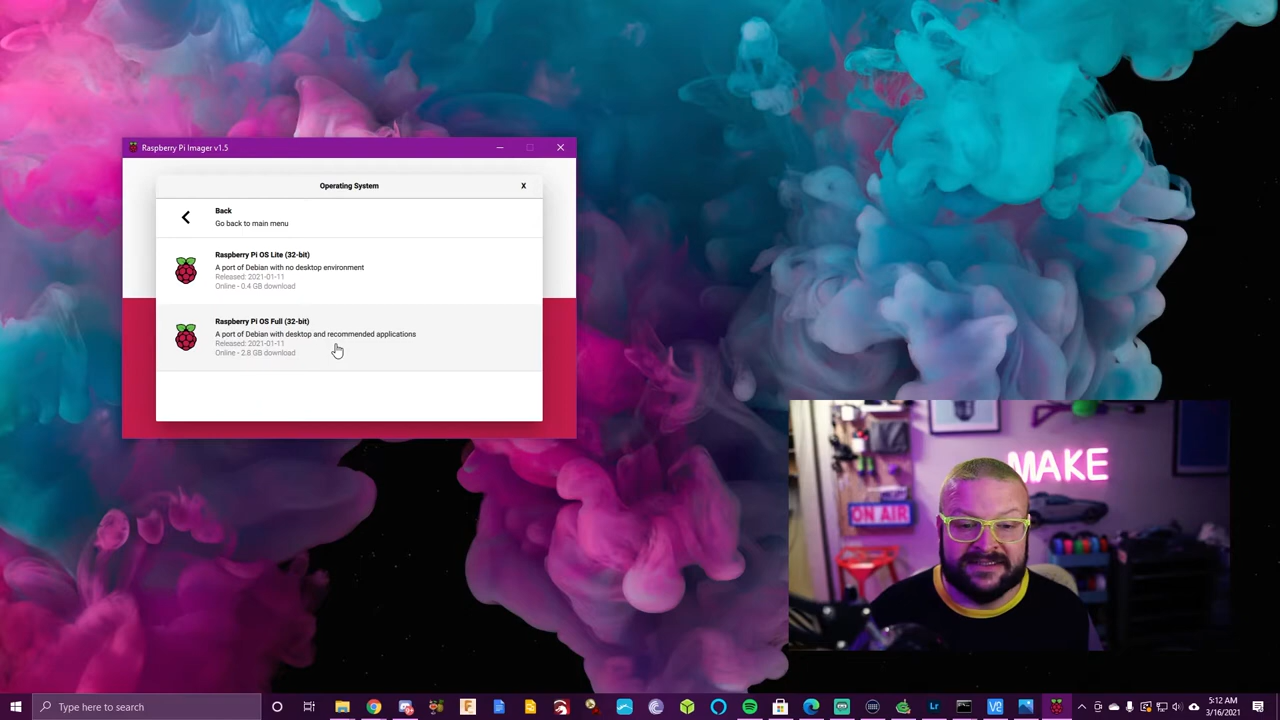 Raspberry Pi Imager v1.5
Operating System
X
Back
Go back to main menu
Raspberry Pi OS Lite (32-bit)
A port of Debian with no desktop environment
Released: 2021-01-11
Online - 0.4 GB download
Raspberry Pi OS Full (32-bit)
A port of Debian with desktop and recommended applications
Released: 2021-01-11
Online - 2.8 GB download
MAKE
ON AIR
Type here to search
5:12 AM
3/16/2021